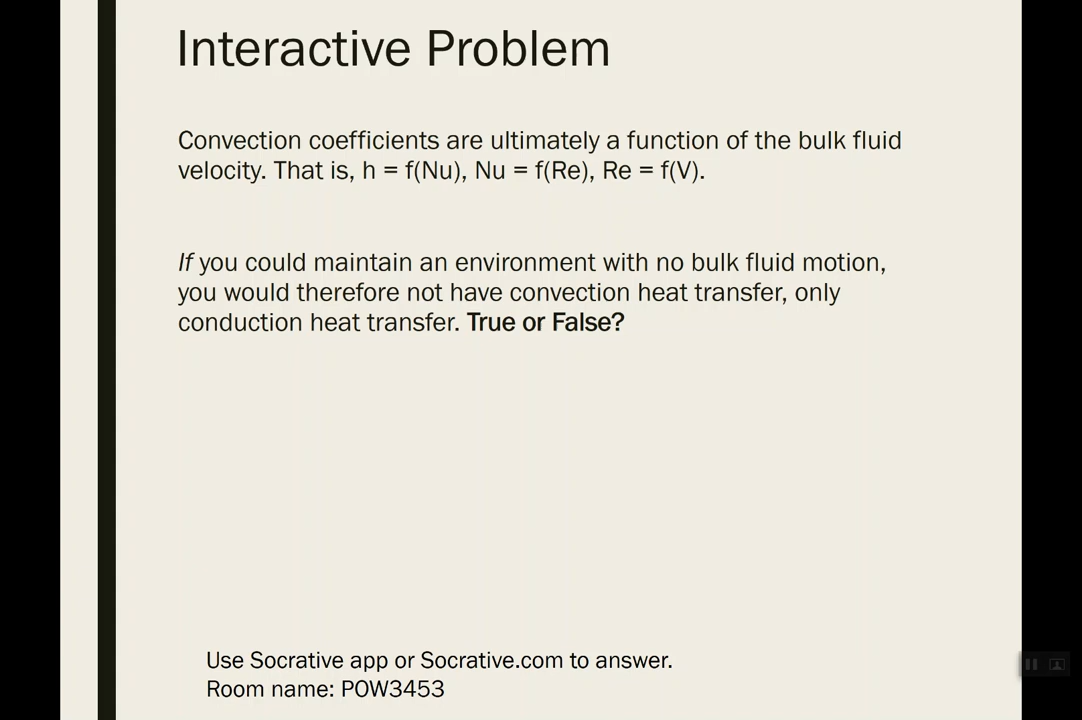 Interactive Problem
Convection coefficients are ultimately a function of the bulk fluid
velocity. That is, h = f(Nu), Nu = f(Re), Re = f(V).
If you could maintain an environment with no bulk fluid motion,
you would therefore not have convection heat transfer, only
conduction heat transfer. True or False?
Use Socrative app or Socrative.com to answer.
Room name: POW3453